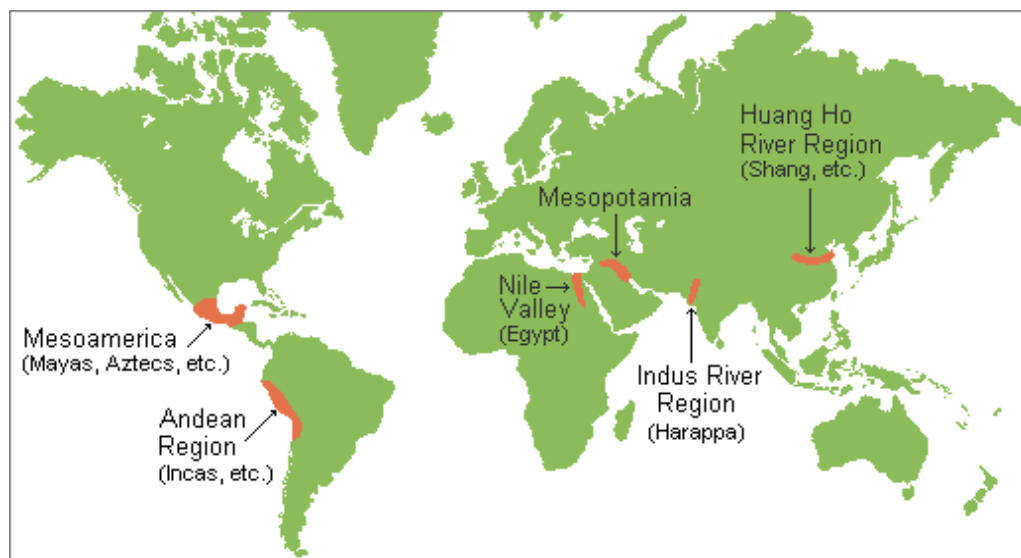 Huang Ho
River Region
(Shang, etc.)
Mesopotamia
Nile
Valley
(Egypt)
Mesoamerica
(Mayas, Aztecs, etc.)
Indus River
Region
(Harappa)
Andean
Region
(Incas, etc.)